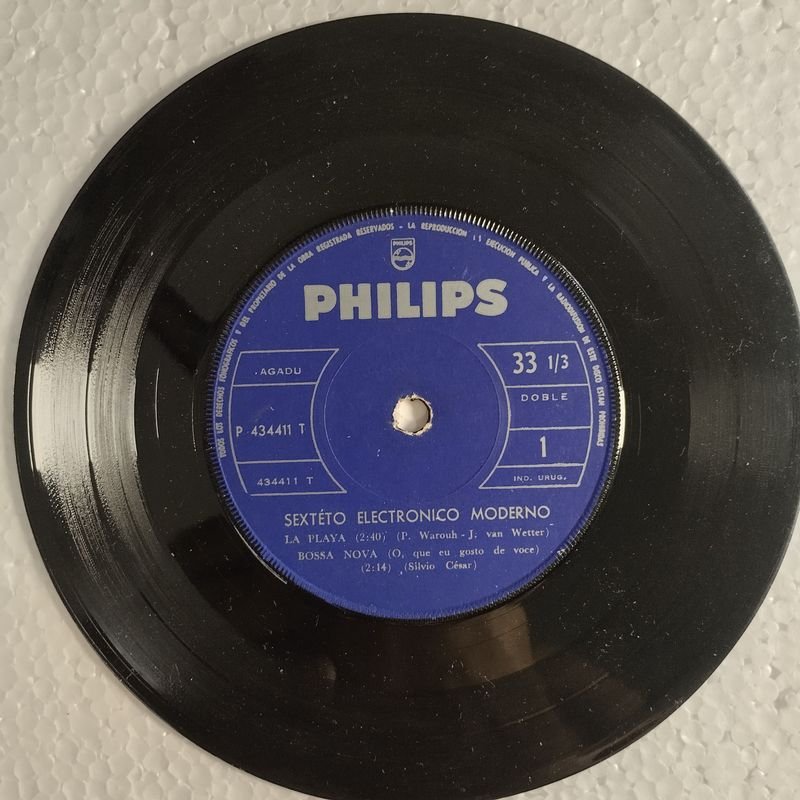 TODOS LOS DERECHOS FONOGRAFICOS Y DEL PROPIETARIO DE LA OBRA REGISTRADA RESERVADOS - LA REPRODUCCION EJECUCION PUBLICA Y LA RADIODIFUSION DE ESTE DISCO ESTAN PROHIBIDAS
PHILIPS
PHILIPS
AGADU
P 434411 T
434411 T
33 1/3
DOBLE
1
IND. URUG.
SEXTÉTO ELECTRONICO MODERNO
LA PLAYA (2:40) (P. Warouh - J. van Wetter)
BOSSA NOVA (O, que eu gosto de voce)
(2:14) (Silvio César)